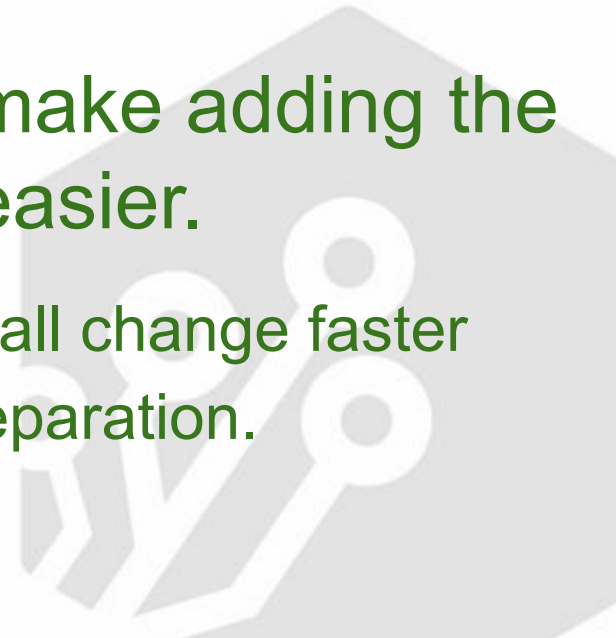 make adding the
easier.
all change faster
eparation.